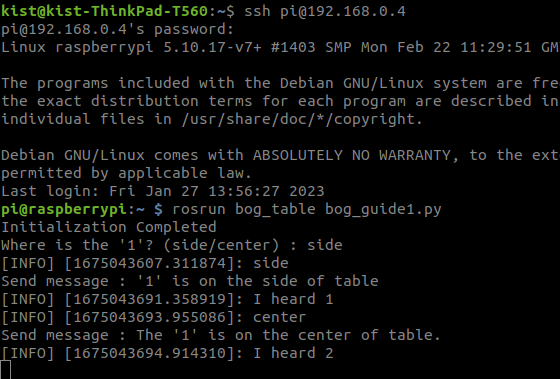 kist@kist-ThinkPad-T560:~$ ssh pi@192.168.0.4
pi@192.168.0.4's password:
Linux raspberrypi 5.10.17-v7+ #1403 SMP Mon Feb 22 11:29:51 GM
The programs included with the Debian GNU/Linux system are fre
the exact distribution terms for each program are described in
individual files in /usr/share/doc/*/copyright.
Debian GNU/Linux comes with ABSOLUTELY NO WARRANTY, to the ext
permitted by applicable law.
Last login: Fri Jan 27 13:56:27 2023
pi@raspberrypi:~ $ rosrun bog_table bog_guide1.py
Initialization Completed
Where is the '1'? (side/center) : side
[INFO] [1675043607.311874]: side
Send message : '1' is on the side of table
[INFO] [1675043691.358919]: I heard 1
[INFO] [1675043693.955086]: center
Send message : The '1' is on the center of table.
[INFO] [1675043694.914310]: I heard 2